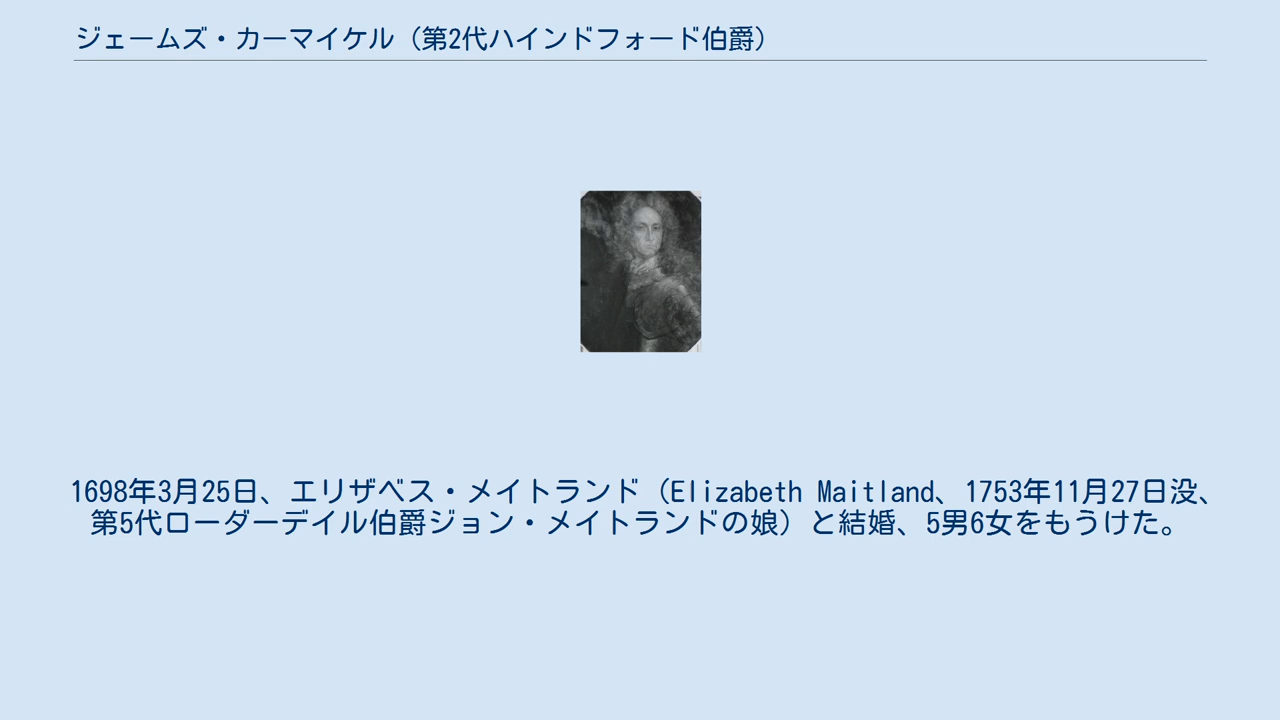 ジェームズ・カーマイケル（第2代ハインドフォード伯爵）
1698年3月25日、エリザベス・メイトランド（Elizabeth Maitland、1753年11月27日没、
第5代ローダーデイル伯爵ジョン・メイトランドの娘）と結婚、5男6女をもうけた。